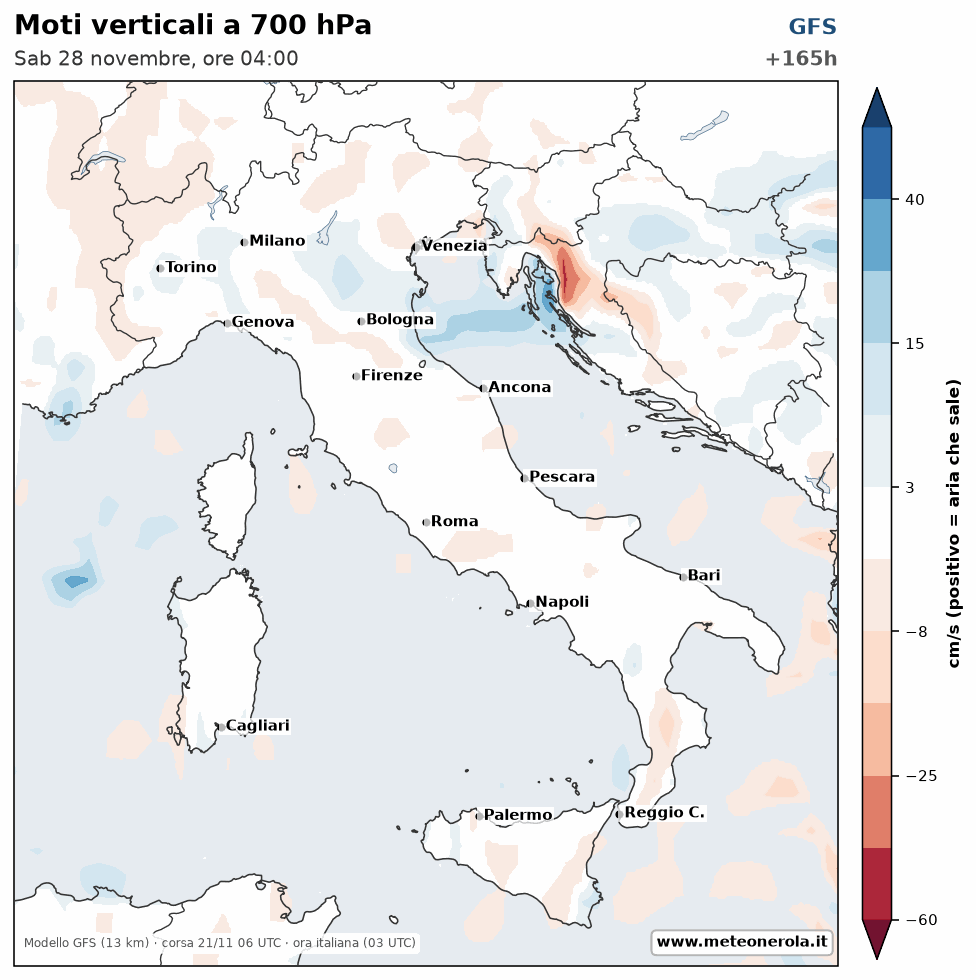 Moti verticali a 700 hPa
GFS
Sab 28 novembre, ore 04:00
+165h
40
15
3
−8
−25
−60
cm/s (positivo = aria che sale)
Milano
Venezia
Torino
Genova
Bologna
Firenze
Ancona
Pescara
Roma
Bari
Napoli
Cagliari
Palermo
Reggio C.
Modello GFS (13 km) · corsa 21/11 06 UTC · ora italiana (03 UTC)
www.meteonerola.it